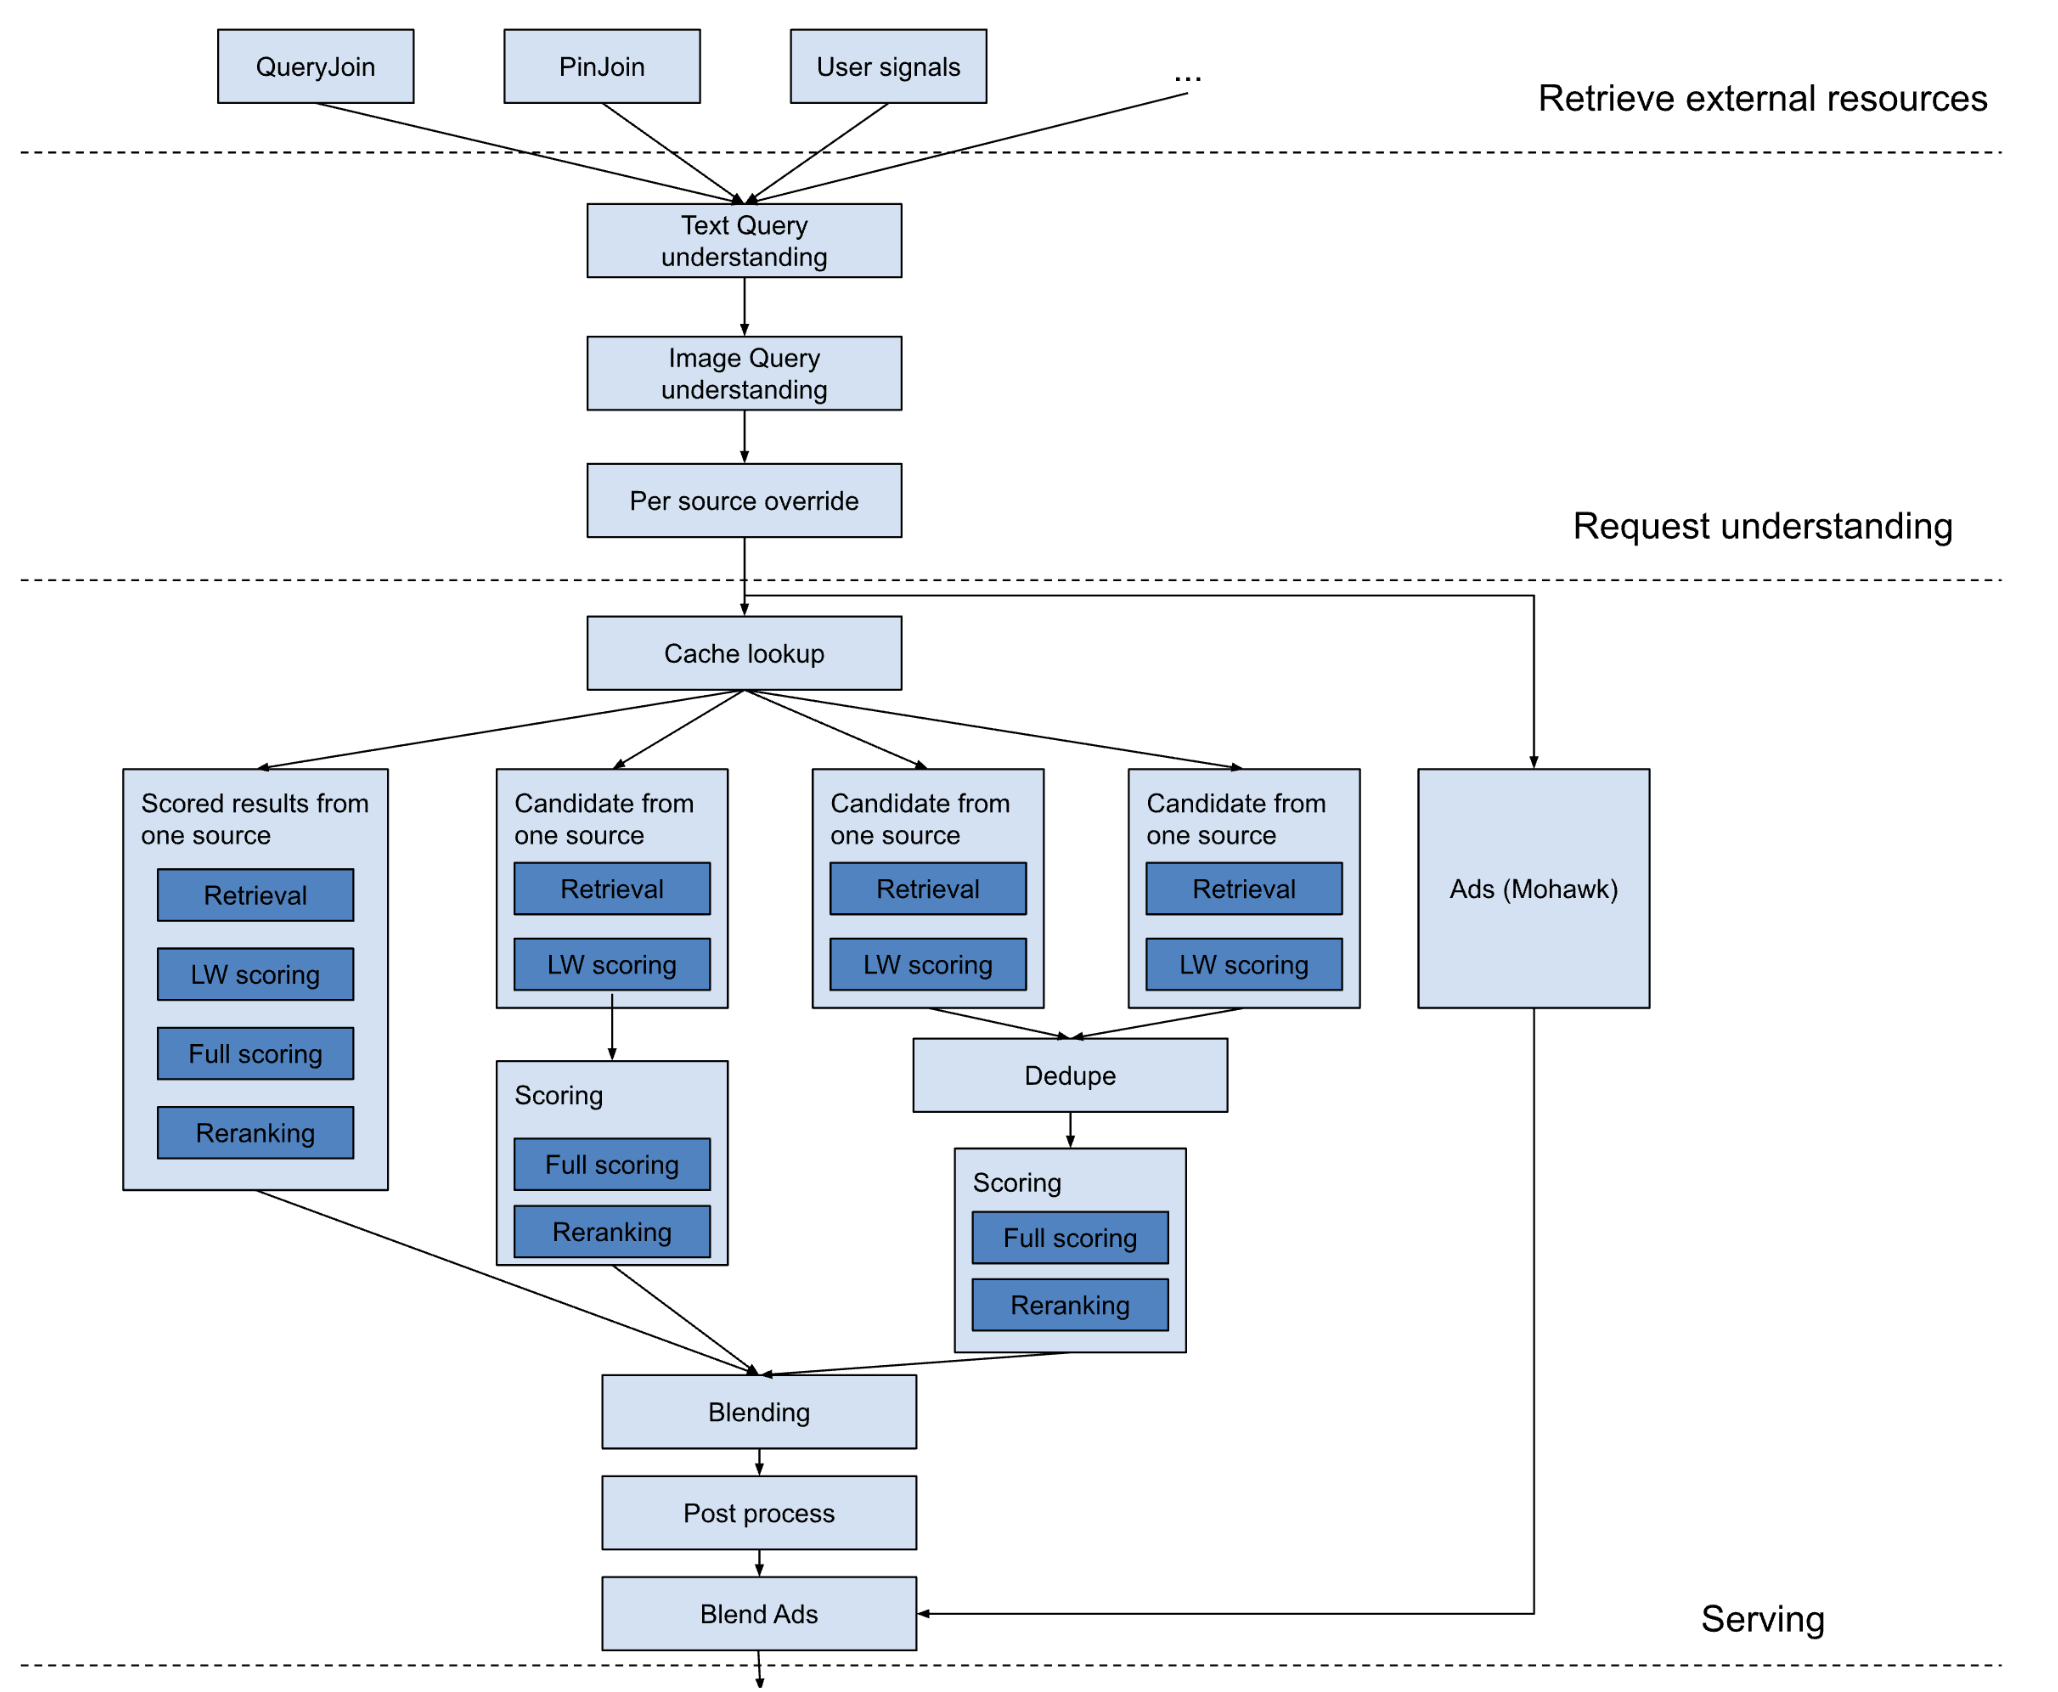 QueryJoin
PinJoin
User signals
...
Retrieve external resources
Text Query
understanding
Image Query
understanding
Per source override
Request understanding
Cache lookup
Scored results from
one source
Retrieval
LW scoring
Full scoring
Reranking
Candidate from
one source
Retrieval
LW scoring
Scoring
Full scoring
Reranking
Candidate from
one source
Retrieval
LW scoring
Candidate from
one source
Retrieval
LW scoring
Dedupe
Scoring
Full scoring
Reranking
Ads (Mohawk)
Blending
Post process
Blend Ads
Serving